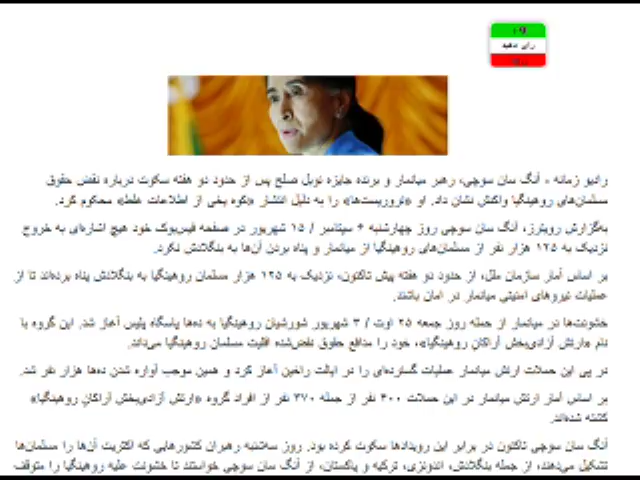 رای دهید
رادیو زمانه - آنگ سان سوچی، رهبر میانمار و برنده جایزه نوبل صلح پس از حدود دو هفته سکوت درباره نقض حقوق
مسلمان‌های روهینگیا واکنش نشان داد. او «تروریست‌ها» را به دلیل انتشار «کوه یخی از اطلاعات غلط» محکوم کرد.
به‌گزارش رویترز، آنگ سان سوچی روز چهارشنبه ۶ سپتامبر / ۱۵ شهریور در صفحه فیس‌بوک خود هیچ اشاره‌ای به خروج
نزدیک به ۱۲۵ هزار نفر از مسلمان‌های روهینگیا از میانمار و پناه بردن آن‌ها به بنگلادش نکرد.
بر اساس آمار سازمان ملل، از حدود دو هفته پیش تاکنون، نزدیک به ۱۲۵ هزار مسلمان روهینگیا به بنگلادش پناه برده‌اند تا از
عملیات نیروهای امنیتی میانمار در امان باشند.
خشونت‌ها در میانمار از حمله روز جمعه ۲۵ اوت / ۳ شهریور شورشیان روهینگیا به ده‌ها پاسگاه پلیس آغاز شد. این گروه با
نام «ارتش آزادی‌بخش آراکان روهینگیا»، خود را مدافع حقوق نقض‌شده اقلیت مسلمان روهینگیا می‌داند.
در پی این حملات ارتش میانمار عملیات گسترده‌ای را در ایالت راخین آغاز کرد و همین موجب آواره شدن ده‌ها هزار نفر شد.
بر اساس آمار ارتش میانمار در این حملات ۴۰۰ نفر از جمله ۳۷۰ نفر از افراد گروه «ارتش آزادی‌بخش آراکان روهینگیا»
کشته شده‌اند.
آنگ سان سوچی تاکنون در برابر این رویدادها سکوت کرده بود. روز سه‌شنبه رهبران کشورهایی که اکثریت آن‌ها را مسلمان‌ها
تشکیل می‌دهند، از جمله بنگلادش، اندونزی، ترکیه و پاکستان، از آنگ سان سوچی خواستند تا خشونت علیه روهینگیا را متوقف